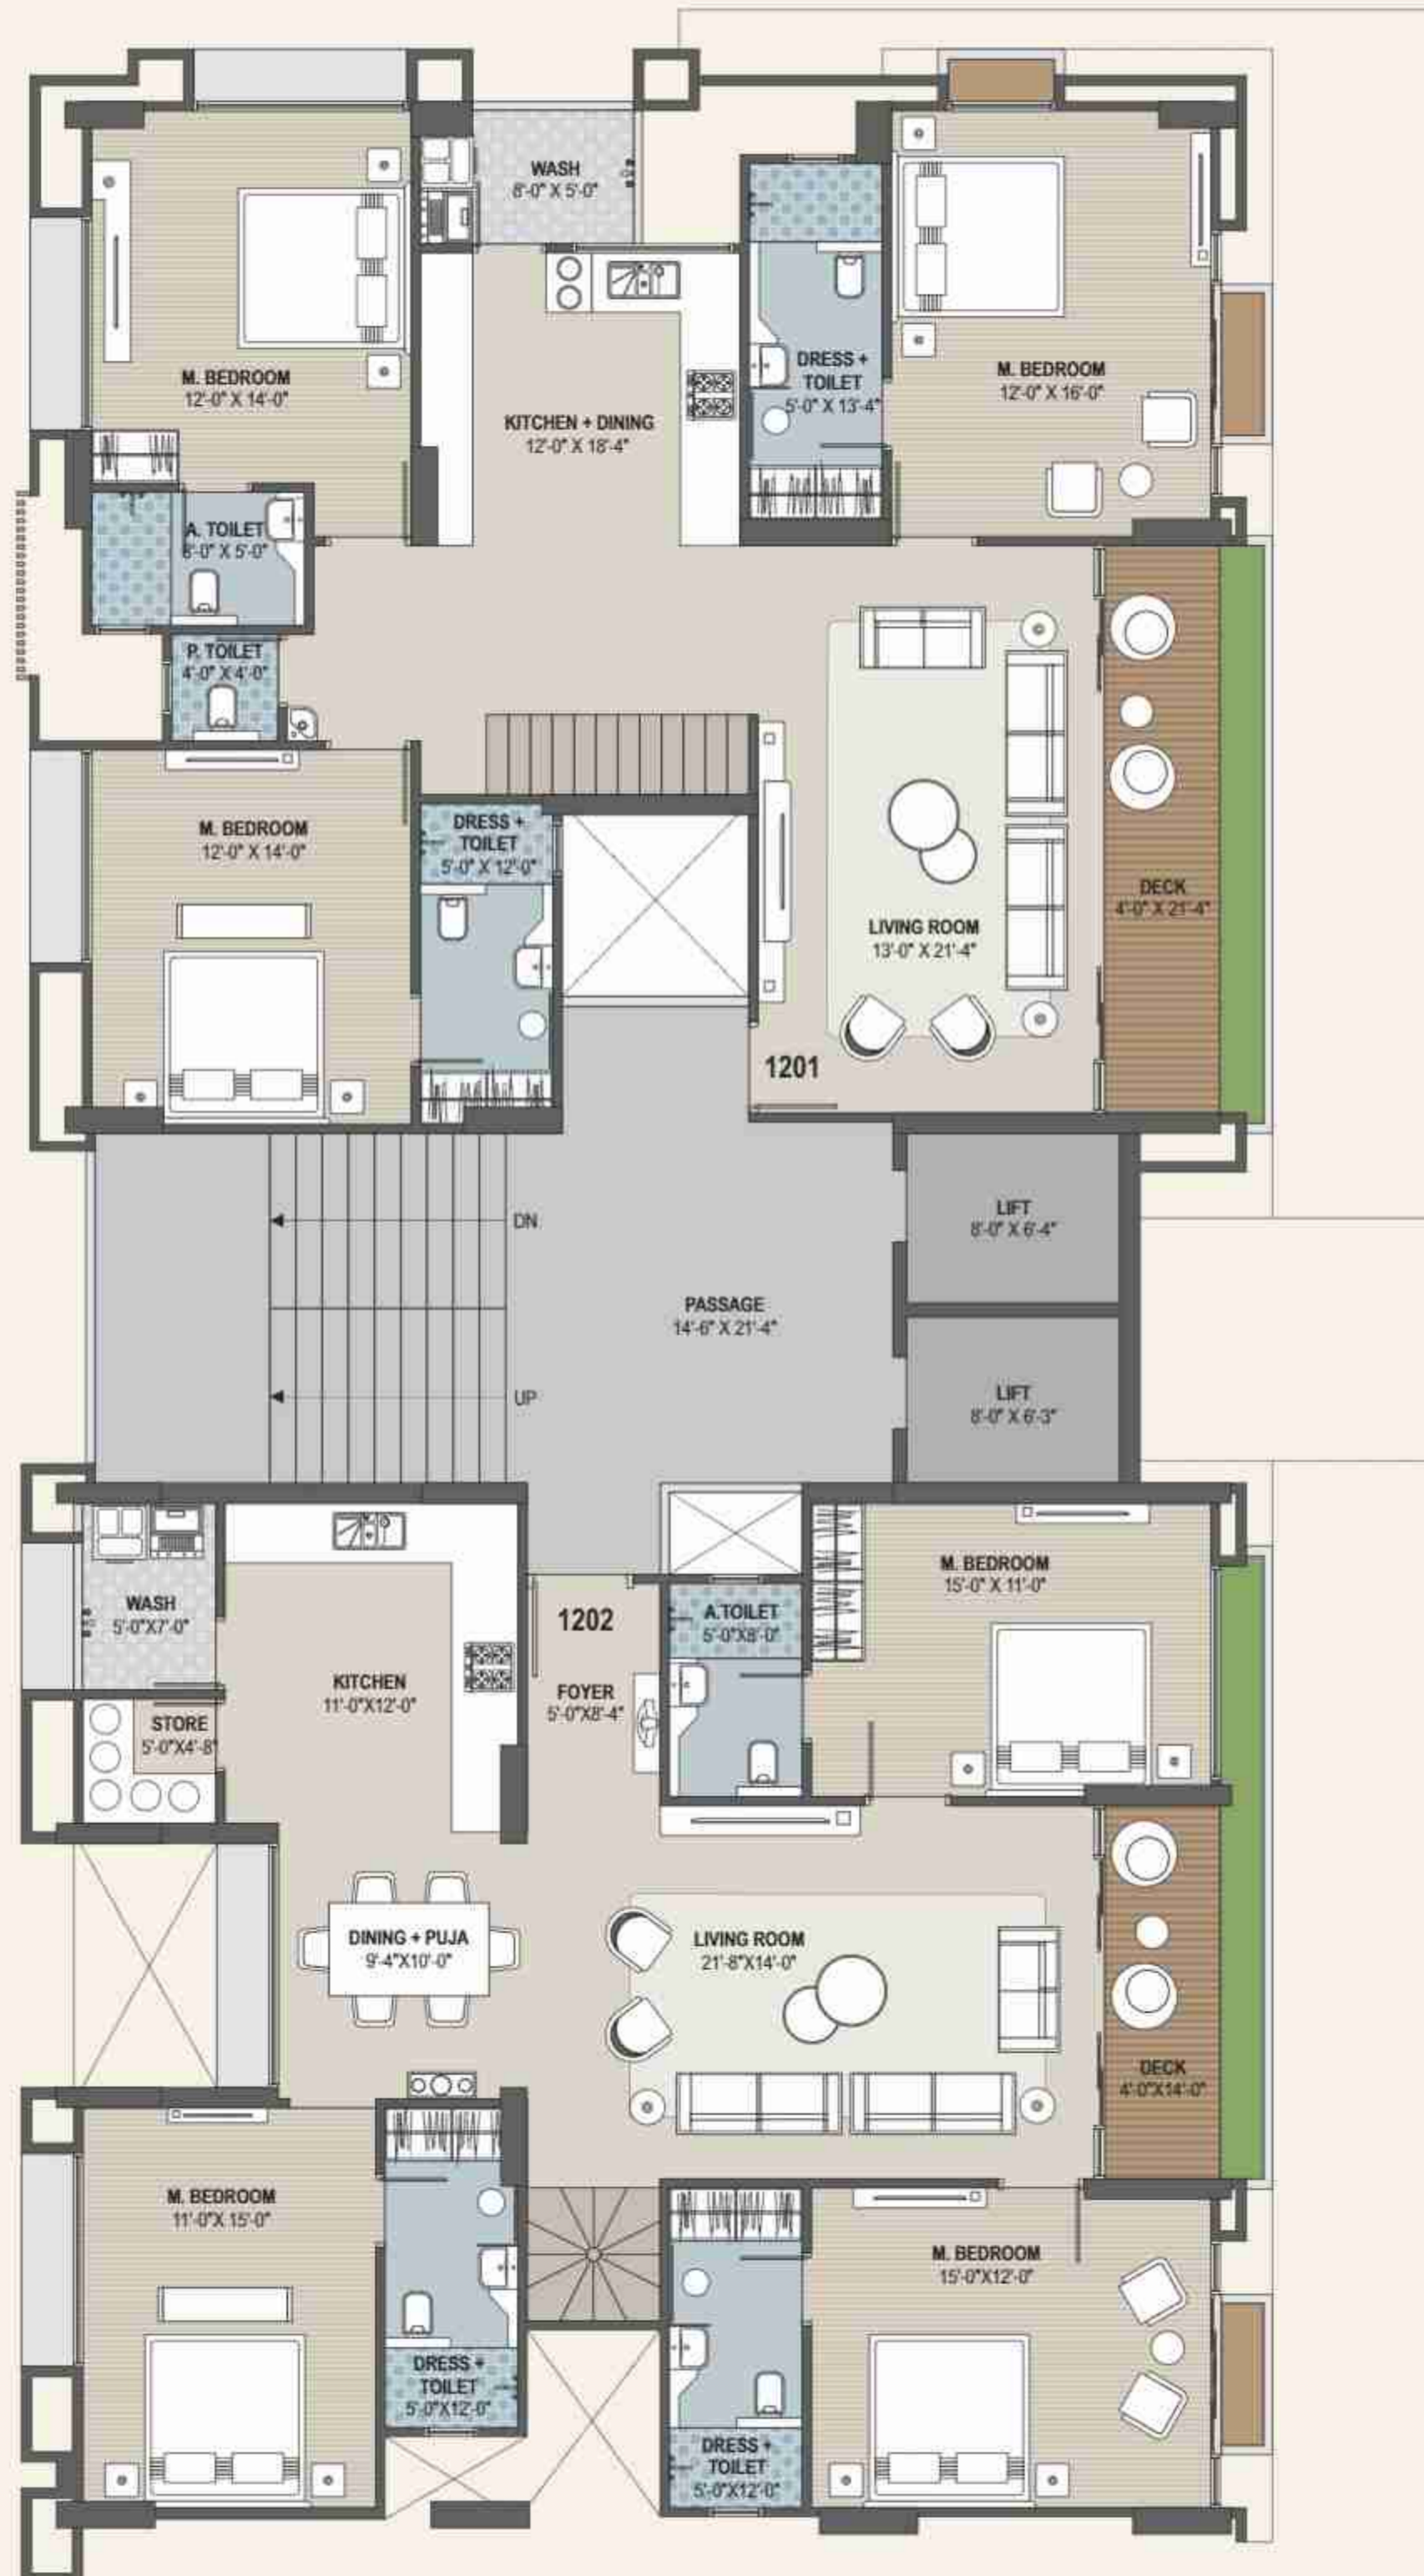 WASH
8'-0" X 5'-0"
M. BEDROOM
12'-0" X 14'-0"
KITCHEN + DINING
12'-0" X 18'-4"
DRESS +
TOILET
5'-0" X 13'-4"
M. BEDROOM
12'-0" X 16'-0"
A. TOILET
8'-0" X 5'-0"
P. TOILET
4'-0" X 4'-0"
M. BEDROOM
12'-0" X 14'-0"
DRESS +
TOILET
5'-0" X 12'-0"
LIVING ROOM
13'-0" X 21'-4"
DECK
4'-0" X 21'-4"
1201
LIFT
8'-0" X 6'-4"
DN
PASSAGE
14'-6" X 21'-4"
UP
LIFT
8'-0" X 6'-3"
WASH
5'-0"X7'-0"
STORE
5'-0"X4'-8"
KITCHEN
11'-0"X12'-0"
1202
FOYER
5'-0"X8'-4"
A.TOILET
5'-0"X8'-0"
M. BEDROOM
15'-0" X 11'-0"
DINING + PUJA
9'-4"X10'-0"
LIVING ROOM
21'-8"X14'-0"
DECK
4'-0"X14'-0"
M. BEDROOM
11'-0"X 15'-0"
DRESS +
TOILET
5'-0"X12'-0"
M. BEDROOM
15'-0"X12'-0"
DRESS +
TOILET
5'-0"X12'-0"